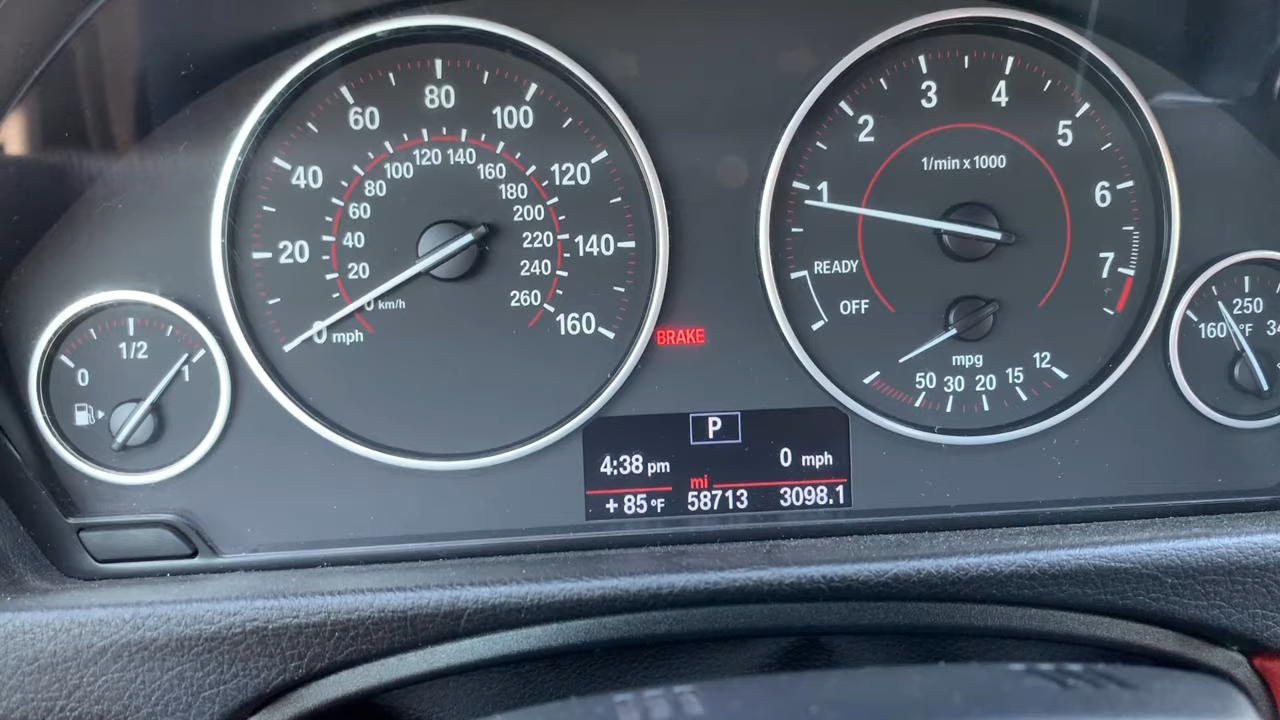 80
60
100
40
120
20
140
0 mph
160
120 140
100
160
80
180
60
200
40
220
20
240
0 km/h
260
1/2
0
1
BRAKE
P
4:38 pm
0 mph
mi
+ 85 °F
58713
3098.1
3
4
2
5
1/min x 1000
1
6
7
READY
OFF
mpg
50 30 20 15 12
250
160
°F